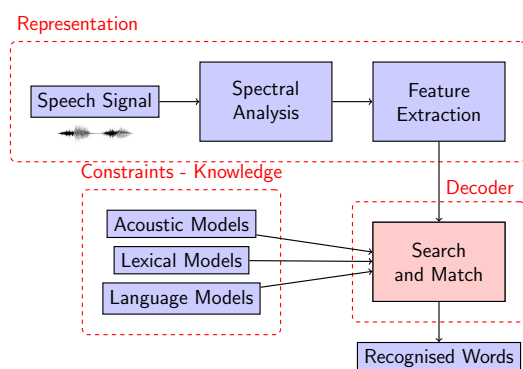 Representation
Speech Signal
Spectral
Analysis
Feature
Extraction
Constraints - Knowledge
Acoustic Models
Lexical Models
Language Models
Decoder
Search
and Match
Recognised Words